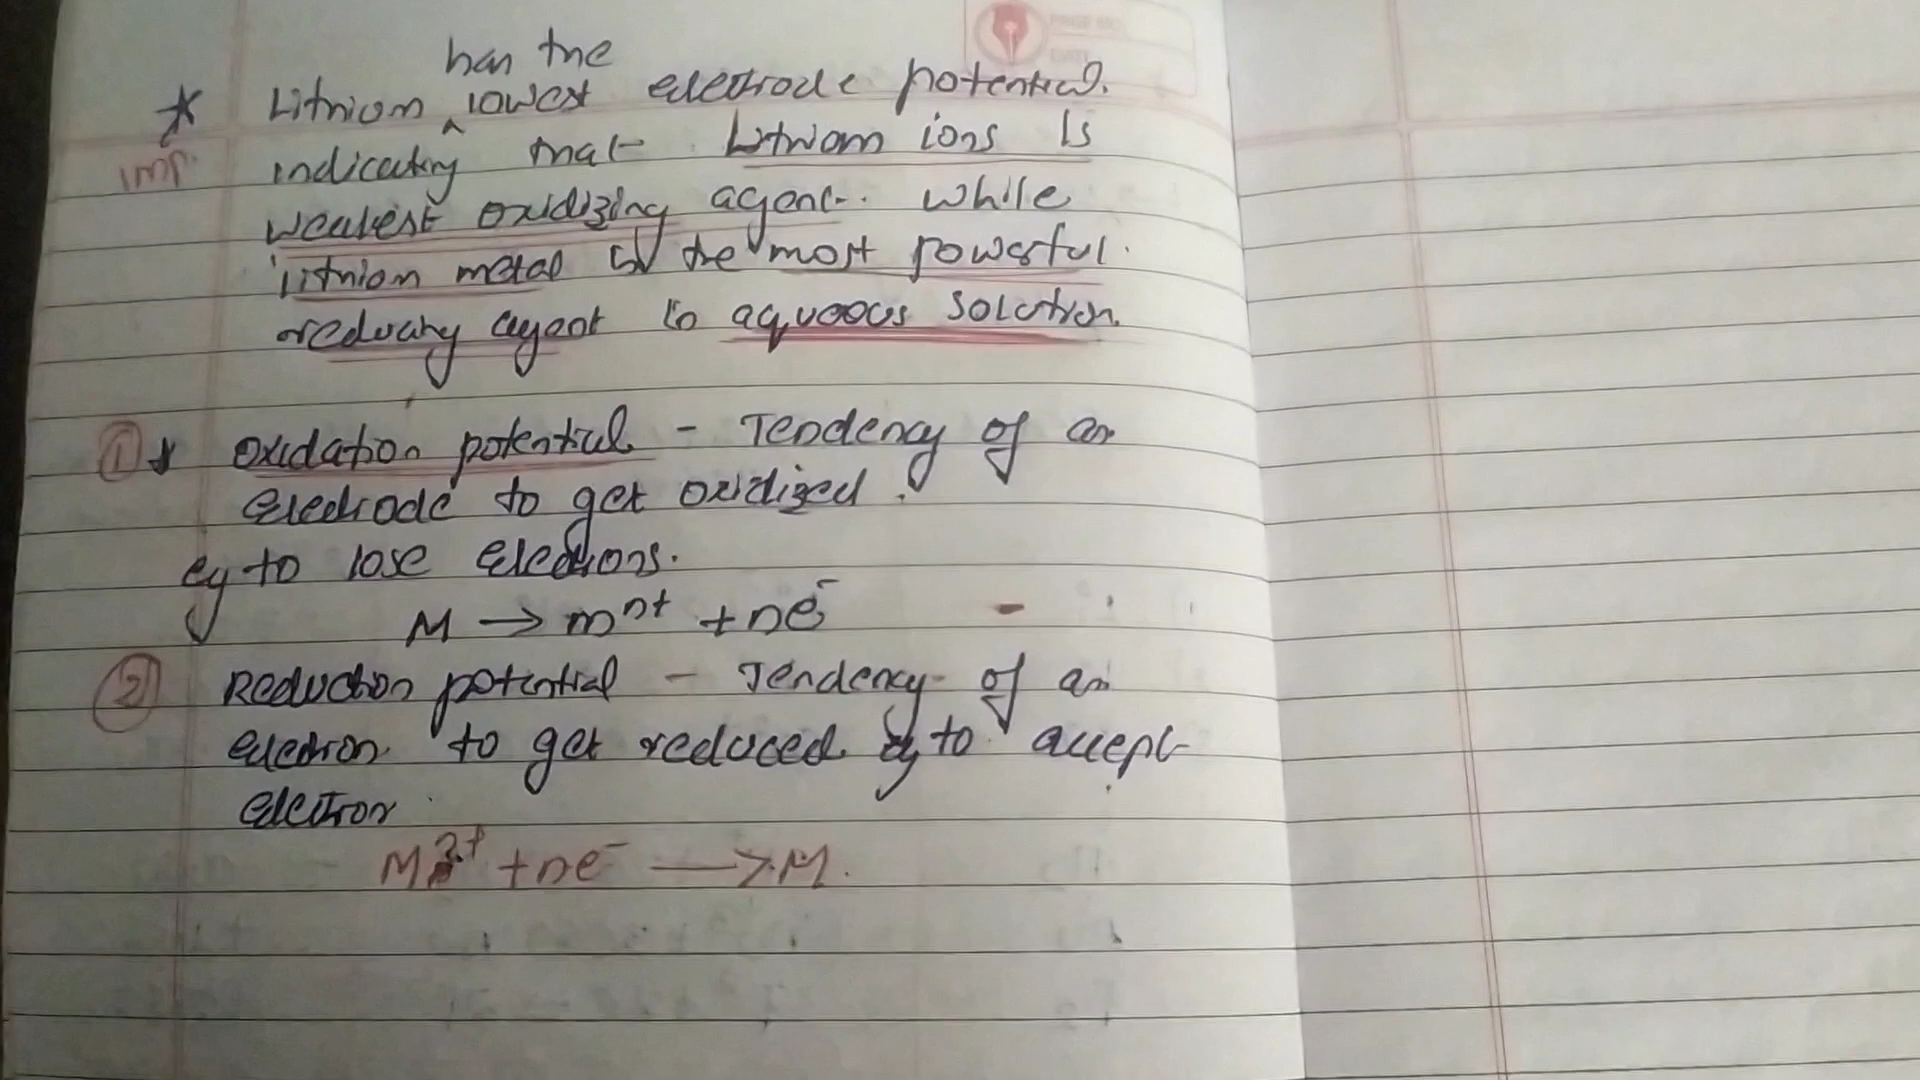 has the
* Lithium ^ lowest electrode potential.
Imp. indicating that Lithium ions is
weakest oxidizing agent. while
lithium metal is the most powerful.
reducing agent in aqueous solution.
① * Oxidation potential - Tendency of an
electrode to get oxidized.
eg to lose electrons.
M → m^n+ + ne^-
② Reduction potential - Tendency of an
electron to get reduced eg to accept
electron.
+ ne^- → M.